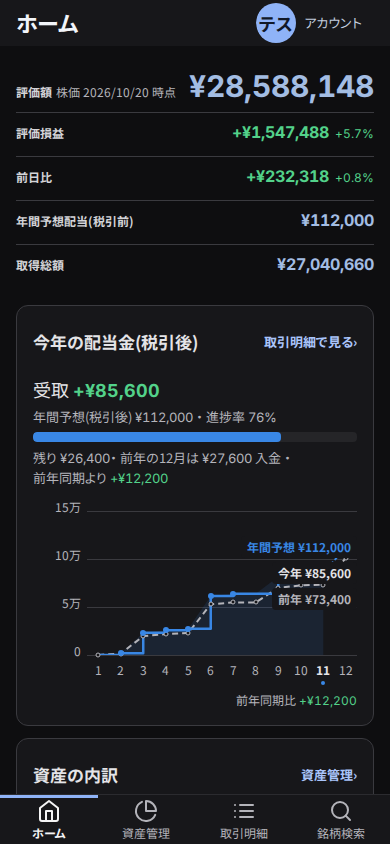 ホーム
テス アカウント
評価額 株価 2026/10/20 時点 ¥28,588,148
評価損益 +¥1,547,488 +5.7%
前日比 +¥232,318 +0.8%
年間予想配当(税引前) ¥112,000
取得総額 ¥27,040,660
今年の配当金(税引後) 取引明細で見る›
受取 +¥85,600
年間予想(税引後) ¥112,000・進捗率 76%
残り ¥26,400・前年の12月は ¥27,600 入金・
前年同期より +¥12,200
15万
10万
5万
0
年間予想 ¥112,000
今年 ¥85,600
前年 ¥73,400
1 2 3 4 5 6 7 8 9 10 11 12
前年同期比 +¥12,200
資産の内訳 資産管理›
ホーム 資産管理 取引明細 銘柄検索